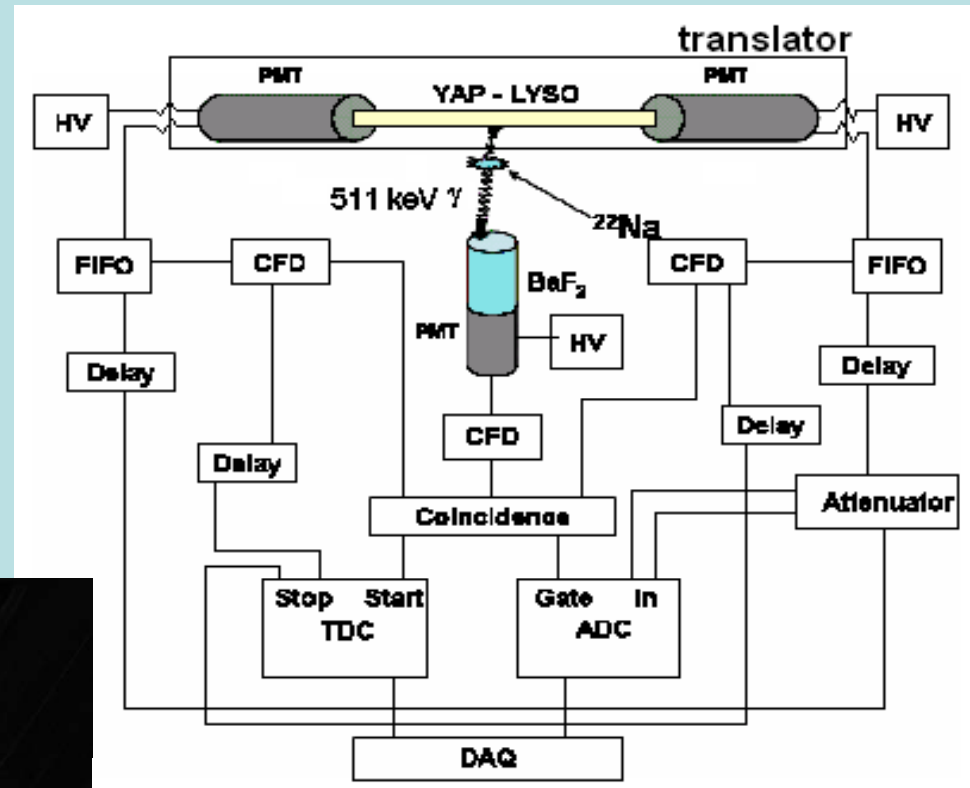 translator
PMT
PMT
YAP - LYSO
HV
HV
511 keV γ
²²Na
FIFO
CFD
CFD
FIFO
BaF₂
PMT
HV
Delay
Delay
CFD
Delay
Delay
Coincidence
Attenuator
Stop Start
TDC
Gate In
ADC
DAQ